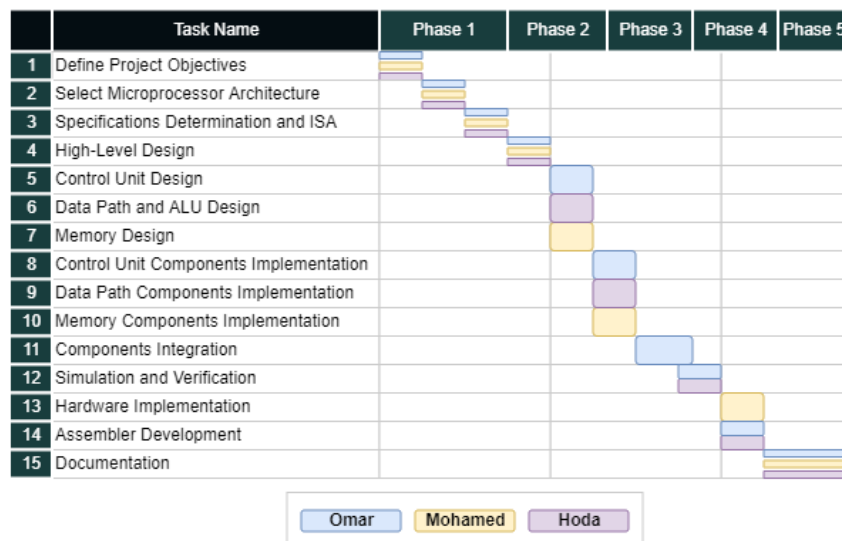 Task Name Phase 1 Phase 2 Phase 3 Phase 4 Phase 5
1 Define Project Objectives
2 Select Microprocessor Architecture
3 Specifications Determination and ISA
4 High-Level Design
5 Control Unit Design
6 Data Path and ALU Design
7 Memory Design
8 Control Unit Components Implementation
9 Data Path Components Implementation
10 Memory Components Implementation
11 Components Integration
12 Simulation and Verification
13 Hardware Implementation
14 Assembler Development
15 Documentation
Omar Mohamed Hoda